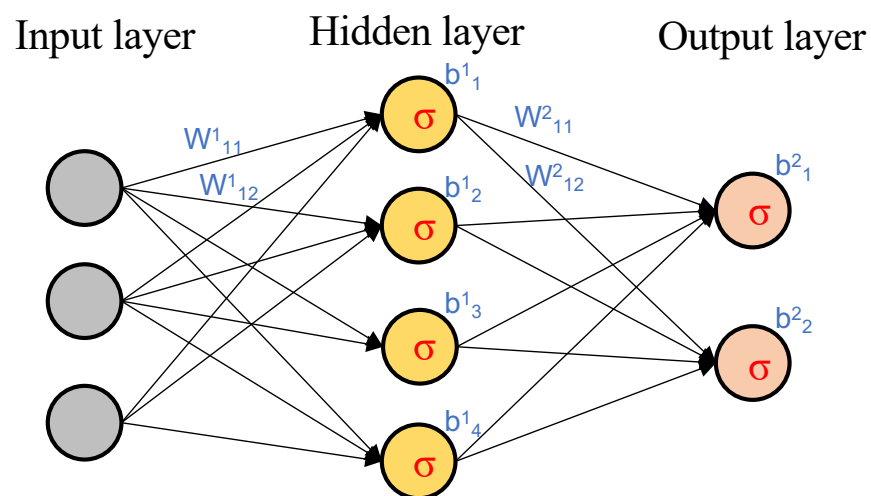 Input layer
Hidden layer
Output layer
b¹₁
σ
W¹₁₁
W²₁₁
W¹₁₂
W²₁₂
b¹₂
σ
b²₁
σ
b¹₃
σ
b²₂
σ
b¹₄
σ